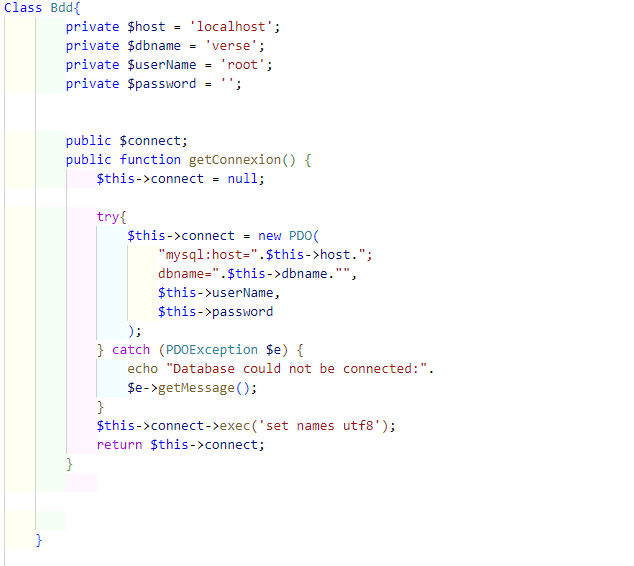 Class Bdd{
private $host = 'localhost';
private $dbname = 'verse';
private $userName = 'root';
private $password = '';
public $connect;
public function getConnexion() {
$this->connect = null;
try{
$this->connect = new PDO(
"mysql:host=".$this->host.";
dbname=".$this->dbname."",
$this->userName,
$this->password
);
} catch (PDOException $e) {
echo "Database could not be connected:".
$e->getMessage();
}
$this->connect->exec('set names utf8');
return $this->connect;
}
}